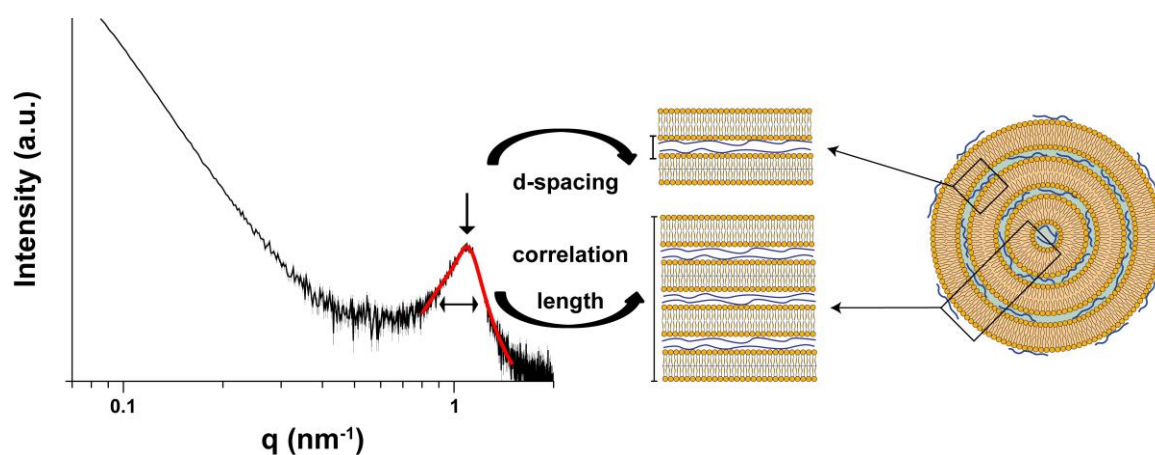 Intensity (a.u.)
0.1
1
q (nm⁻¹)
d-spacing
correlation
length